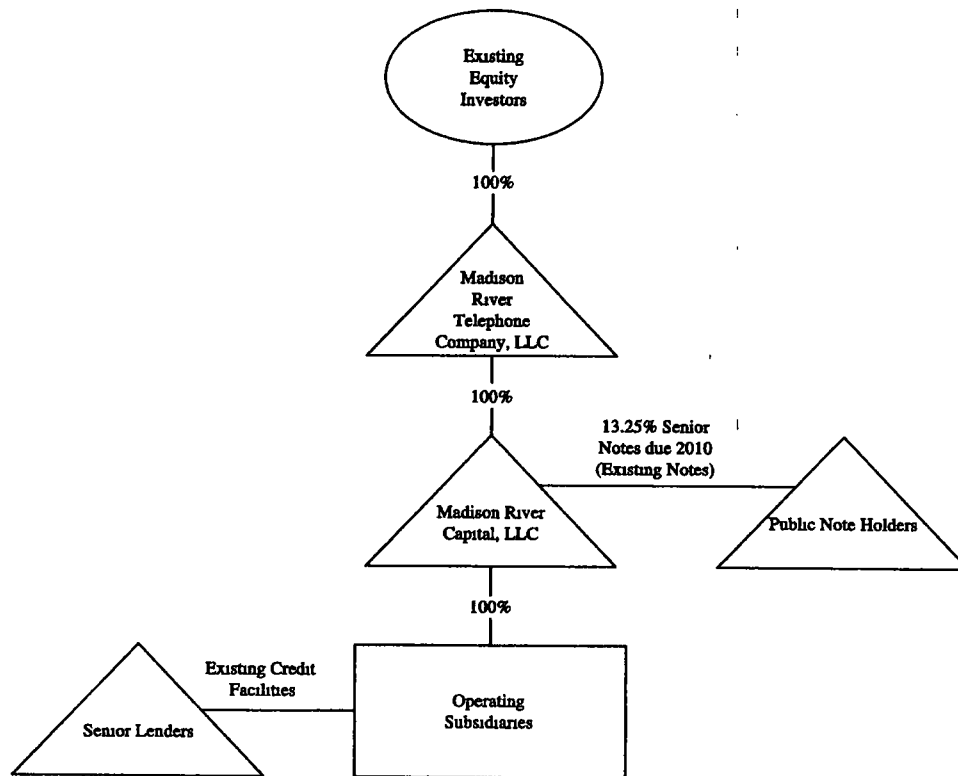 Existing
Equity
Investors
100%
Madison
River
Telephone
Company, LLC
100%
13.25% Senior
Notes due 2010
(Existing Notes)
Madison River
Capital, LLC
Public Note Holders
100%
Existing Credit
Facilities
Operating
Subsidiaries
Senior Lenders